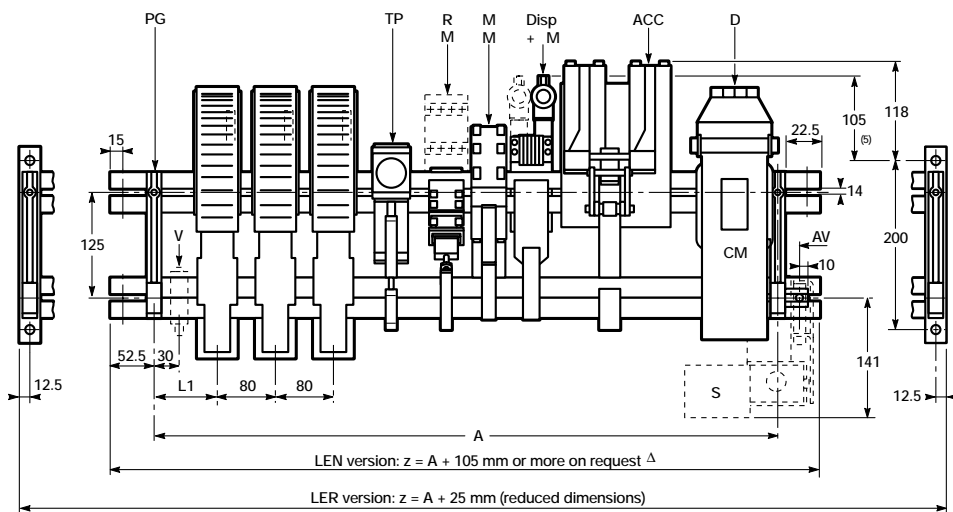 PG
TP
R
M
M
M
Disp
+ M
ACC
D
15
105
(5)
118
22.5
14
125
V
CM
AV
10
200
52.5
30
L1
80
80
12.5
S
141
12.5
A
LEN version: z = A + 105 mm or more on request Δ
LER version: z = A + 25 mm (reduced dimensions)